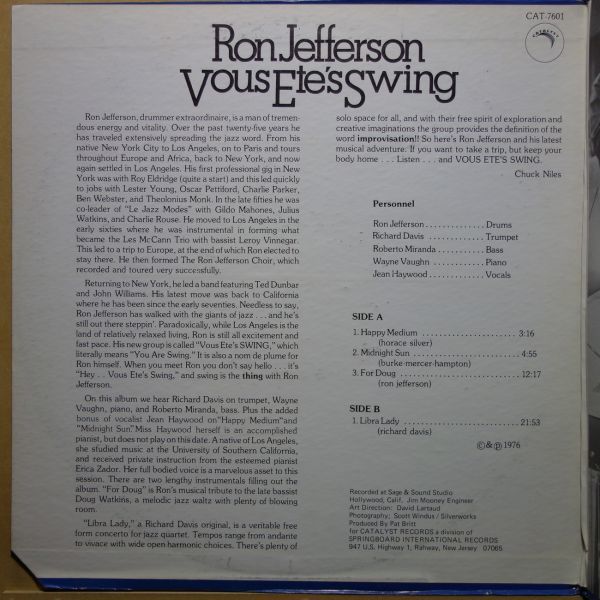 CAT-7601
CATALYST
Ron Jefferson
Vous Ete's Swing
Ron Jefferson, drummer extraordinaire, is a man of tremen-
dous energy and vitality. Over the past twenty-five years he
has traveled extensively spreading the jazz word. From his
native New York City to Los Angeles, on to Paris and tours
throughout Europe and Africa, back to New York, and now
again settled in Los Angeles. His first professional gig in New
York was with Roy Eldridge (quite a start) and this led quickly
to jobs with Lester Young, Oscar Pettiford, Charlie Parker,
Ben Webster, and Theolonius Monk. In the late fifties he was
co-leader of "Le Jazz Modes" with Gildo Mahones, Julius
Watkins, and Charlie Rouse. He moved to Los Angeles in the
early sixties where he was instrumental in forming what
became the Les McCann Trio with bassist Leroy Vinnegar.
This led to a trip to Europe, at the end of which Ron elected to
stay there. He then formed The Ron Jefferson Choir, which
recorded and toured very successfully.
Returning to New York, he led a band featuring Ted Dunbar
and John Williams. His latest move was back to California
where he has been since the early seventies. Needless to say,
Ron Jefferson has walked with the giants of jazz . . . and he's
still out there steppin'. Paradoxically, while Los Angeles is the
land of relatively relaxed living, Ron is still all excitement and
fast pace. His new group is called "Vous Ete's SWING," which
literally means "You Are Swing." It is also a nom de plume for
Ron himself. When you meet Ron you don't say hello . . . it's
"Hey . . Vous Ete's Swing," and swing is the thing with Ron
Jefferson.
On this album we hear Richard Davis on trumpet, Wayne
Vaughn, piano, and Roberto Miranda, bass. Plus the added
bonus of vocalist Jean Haywood on "Happy Medium" and
"Midnight Sun." Miss Haywood herself is an accomplished
pianist, but does not play on this date. A native of Los Angeles,
she studied music at the University of Southern California,
and received private instruction from the esteemed pianist
Erica Zador. Her full bodied voice is a marvelous asset to this
session. There are two lengthy instrumentals filling out the
album. "For Doug" is Ron's musical tribute to the late bassist
Doug Watkins, a melodic jazz waltz with plenty of blowing
room.
"Libra Lady," a Richard Davis original, is a veritable free
form concerto for jazz quartet. Tempos range from andante
to vivace with wide open harmonic choices. There's plenty of
solo space for all, and with their free spirit of exploration and
creative imaginations the group provides the definition of the
word improvisation!! So here's Ron Jefferson and his latest
musical adventure. If you want to take a trip, but keep your
body home . . . Listen . . . and VOUS ETE'S SWING.
Chuck Niles
Personnel
Ron Jefferson . . . . . . . . . . . . . . Drums
Richard Davis . . . . . . . . . . . . . Trumpet
Roberto Miranda . . . . . . . . . . . Bass
Wayne Vaughn . . . . . . . . . . . . Piano
Jean Haywood . . . . . . . . . . . . Vocals
SIDE A
1. Happy Medium . . . . . . . . . . . . . . . . . . . . 3:16
(horace silver)
2. Midnight Sun . . . . . . . . . . . . . . . . . . . . . 4:55
(burke-mercer-hampton)
3. For Doug . . . . . . . . . . . . . . . . . . . . . . . . 12:17
(ron jefferson)
SIDE B
1. Libra Lady . . . . . . . . . . . . . . . . . . . . . . . 21:53
(richard davis)
©&℗ 1976
Recorded at Sage & Sound Studio
Hollywood, Calif. Jim Mooney Engineer
Art Direction: David Lartaud
Photography; Scott Windus / Silverworks
Produced By Pat Britt
for CATALYST RECORDS a division of
SPRINGBOARD INTERNATIONAL RECORDS
947 U.S. Highway 1, Rahway, New Jersey 07065